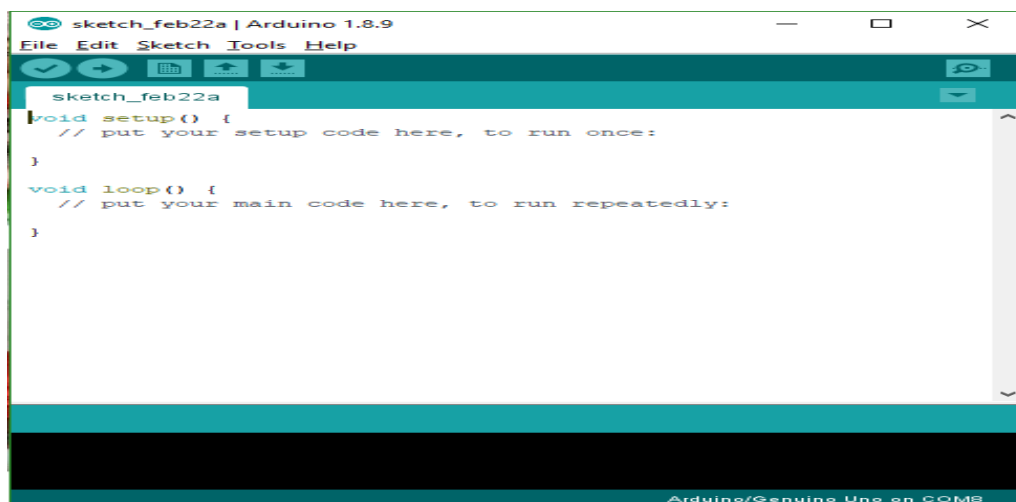 sketch_feb22a | Arduino 1.8.9
File Edit Sketch Tools Help
sketch_feb22a
void setup() {
  // put your setup code here, to run once:
}
void loop() {
  // put your main code here, to run repeatedly:
}
Arduino/Genuino Uno on COM8